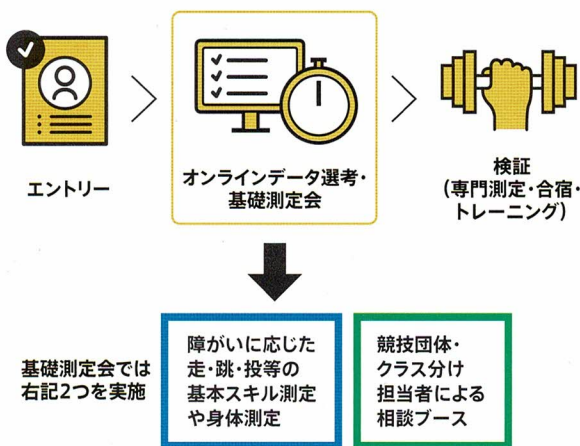 エントリー
オンラインデータ選考・
基礎測定会
検証
(専門測定・合宿・
トレーニング)
基礎測定会では
右記2つを実施
障がいに応じた
走・跳・投等の
基本スキル測定
や身体測定
競技団体・
クラス分け
担当者による
相談ブース